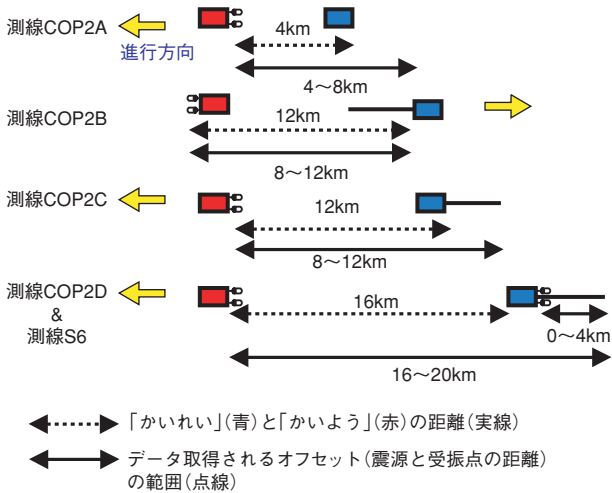 測線COP2A
進行方向
4km
4～8km
測線COP2B
12km
8～12km
測線COP2C
12km
8～12km
測線COP2D
&
測線S6
16km
0～4km
16～20km
「かいれい」(青)と「かいよう」(赤)の距離(実線)
データ取得されるオフセット(震源と受振点の距離)
の範囲(点線)